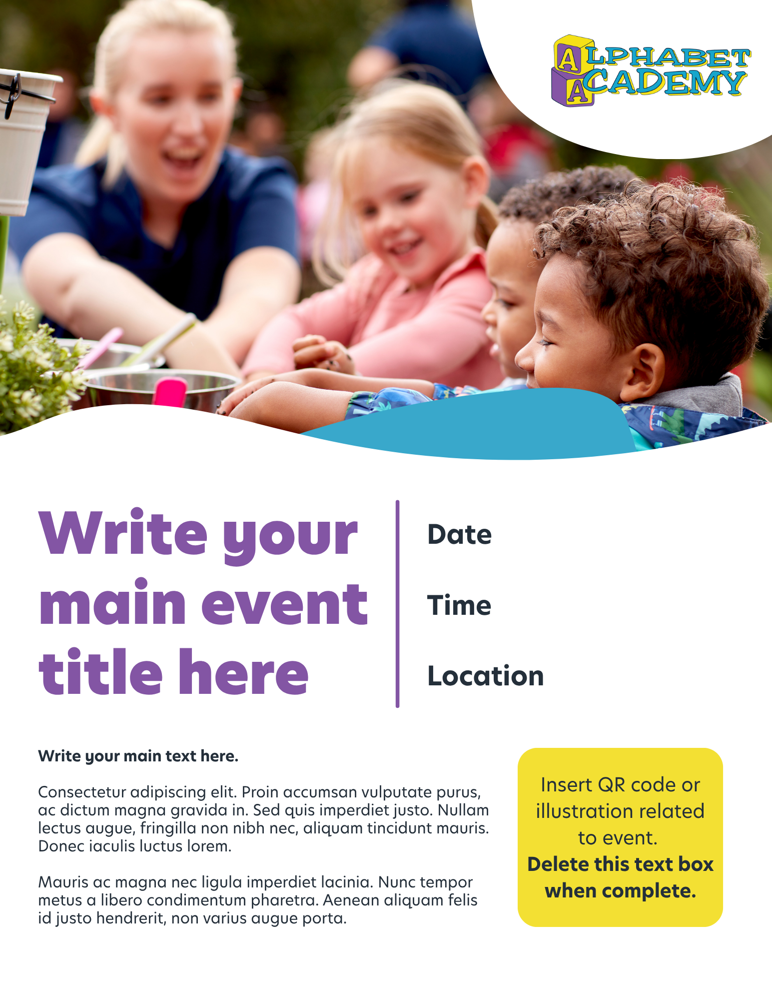 ALPHABET
ACADEMY
Write your
main event
title here
Date
Time
Location
Write your main text here.
Consectetur adipiscing elit. Proin accumsan vulputate purus,
ac dictum magna gravida in. Sed quis imperdiet justo. Nullam
lectus augue, fringilla non nibh nec, aliquam tincidunt mauris.
Donec iaculis luctus lorem.
Mauris ac magna nec ligula imperdiet lacinia. Nunc tempor
metus a libero condimentum pharetra. Aenean aliquam felis
id justo hendrerit, non varius augue porta.
Insert QR code or
illustration related
to event.
Delete this text box
when complete.